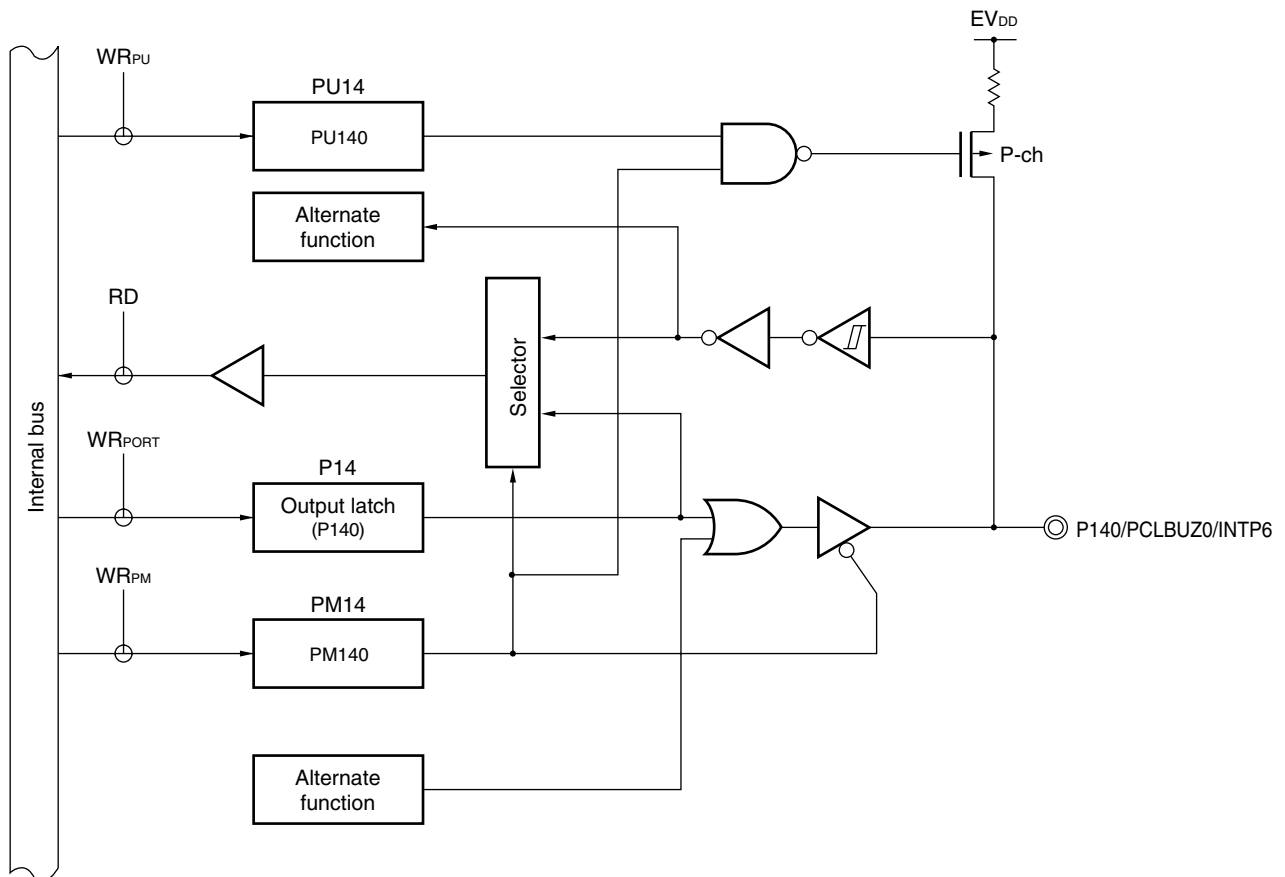 EVDD
WRPU
PU14
PU140
P-ch
Alternate
function
RD
Selector
Internal bus
WRPORT
P14
Output latch
(P140)
P140/PCLBUZ0/INTP6
WRPM
PM14
PM140
Alternate
function